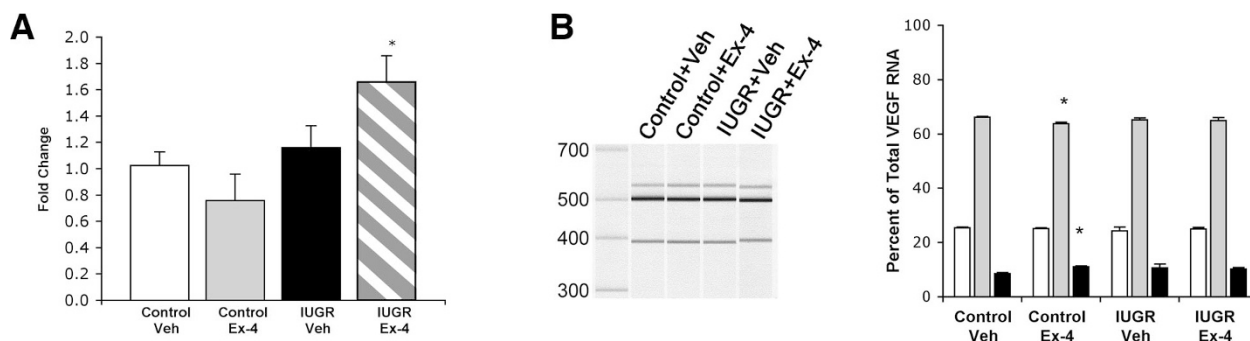 A
Fold Change
2.0
1.8
1.6
1.4
1.2
1.0
0.8
0.6
0.4
0.2
0.0
*
Control
Veh
Control
Ex-4
IUGR
Veh
IUGR
Ex-4
B
Control+Veh
Control+Ex-4
IUGR+Veh
IUGR+Ex-4
700
500
400
300
Percent of Total VEGF RNA
100
80
60
40
20
0
*
*
Control
Veh
Control
Ex-4
IUGR
Veh
IUGR
Ex-4